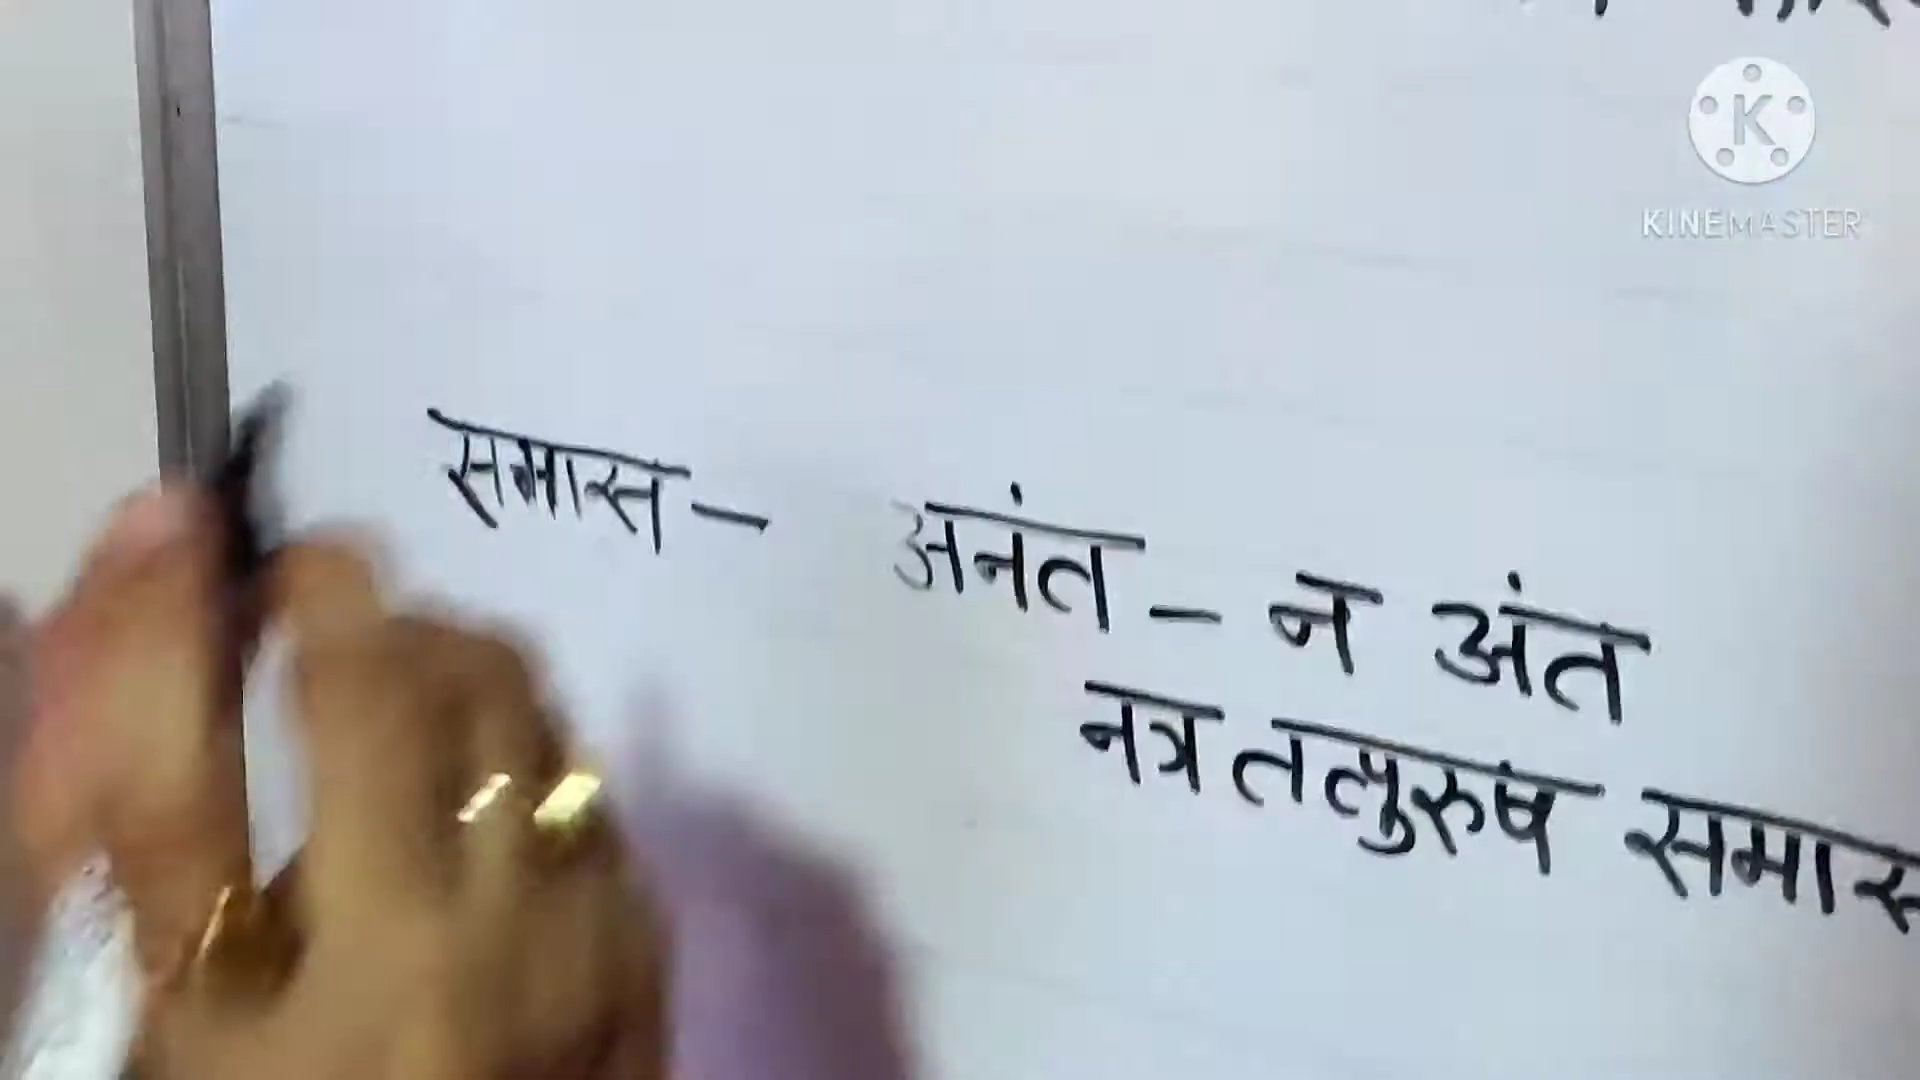 K
KINEMASTER
समास - अनंत - न अंत
नत्र तत्पुरुष समास